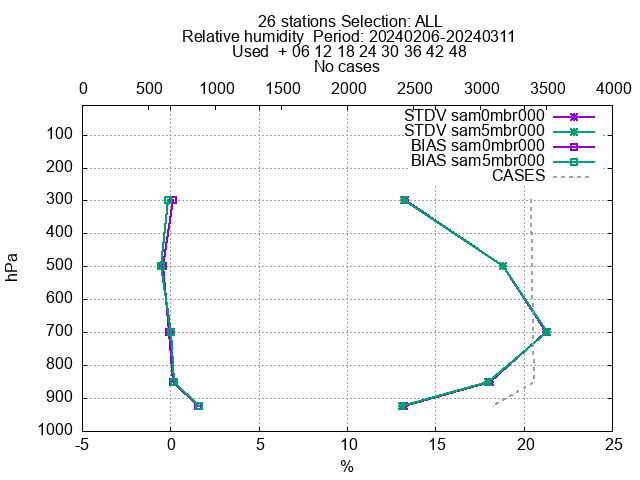 26 stations Selection: ALL
Relative humidity  Period: 20240206-20240311
Used  + 06 12 18 24 30 36 42 48
No cases
0 500 1000 1500 2000 2500 3000 3500 4000
STDV sam0mbr000
STDV sam5mbr000
BIAS sam0mbr000
BIAS sam5mbr000
CASES
100
200
300
400
500
600
700
800
900
1000
hPa
-5 0 5 10 15 20 25
%